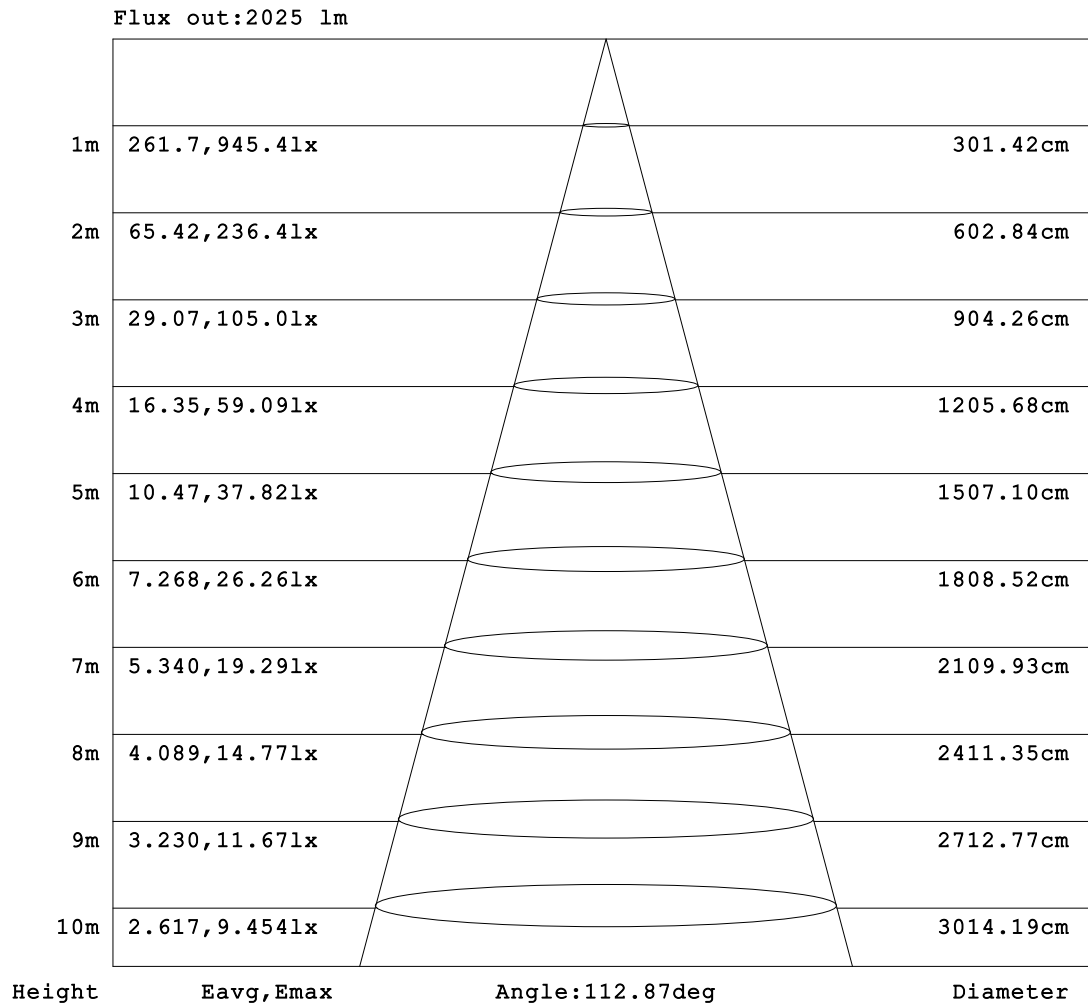 Flux out:2025 lm
1m 261.7,945.4lx 301.42cm
2m 65.42,236.4lx 602.84cm
3m 29.07,105.0lx 904.26cm
4m 16.35,59.09lx 1205.68cm
5m 10.47,37.82lx 1507.10cm
6m 7.268,26.26lx 1808.52cm
7m 5.340,19.29lx 2109.93cm
8m 4.089,14.77lx 2411.35cm
9m 3.230,11.67lx 2712.77cm
10m 2.617,9.454lx 3014.19cm
Height Eavg,Emax Angle:112.87deg Diameter